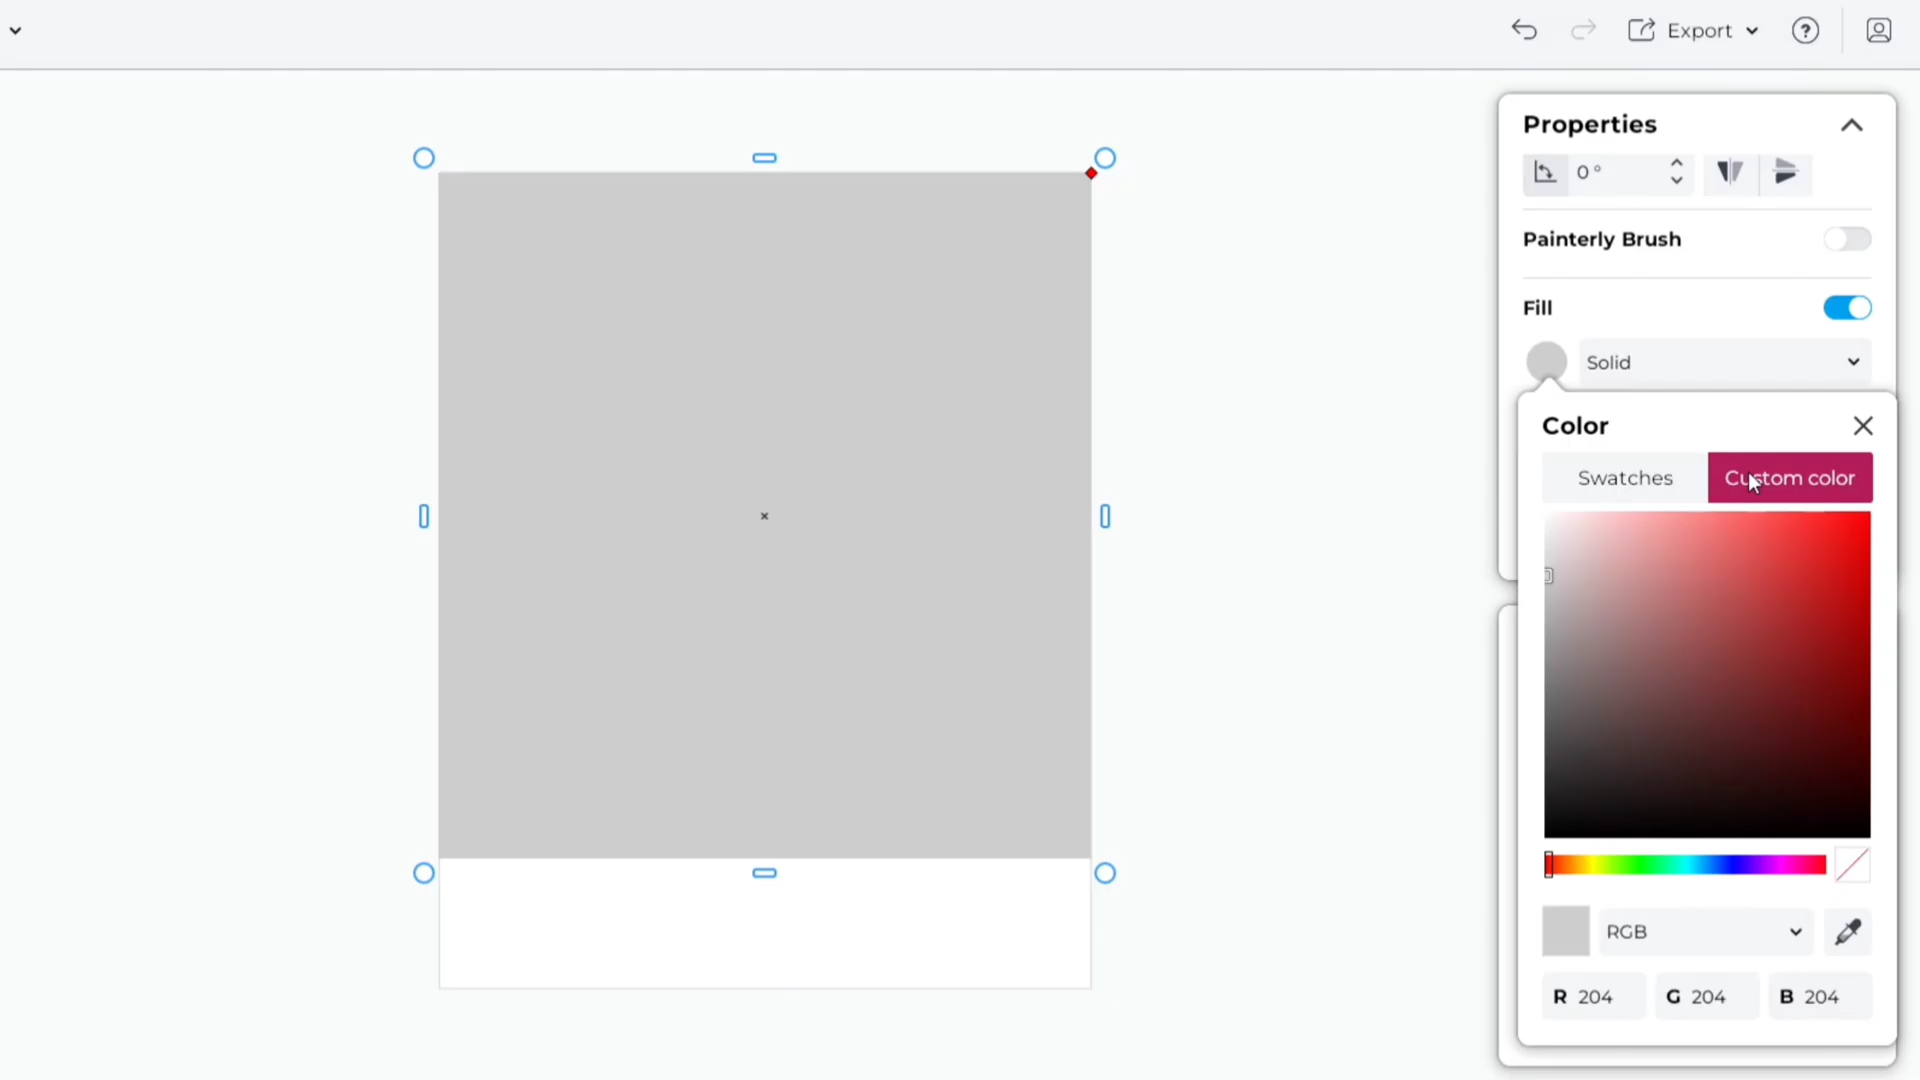 Export
Properties
0 °
Painterly Brush
Fill
Solid
Color
Swatches
Custom color
RGB
R 204
G 204
B 204